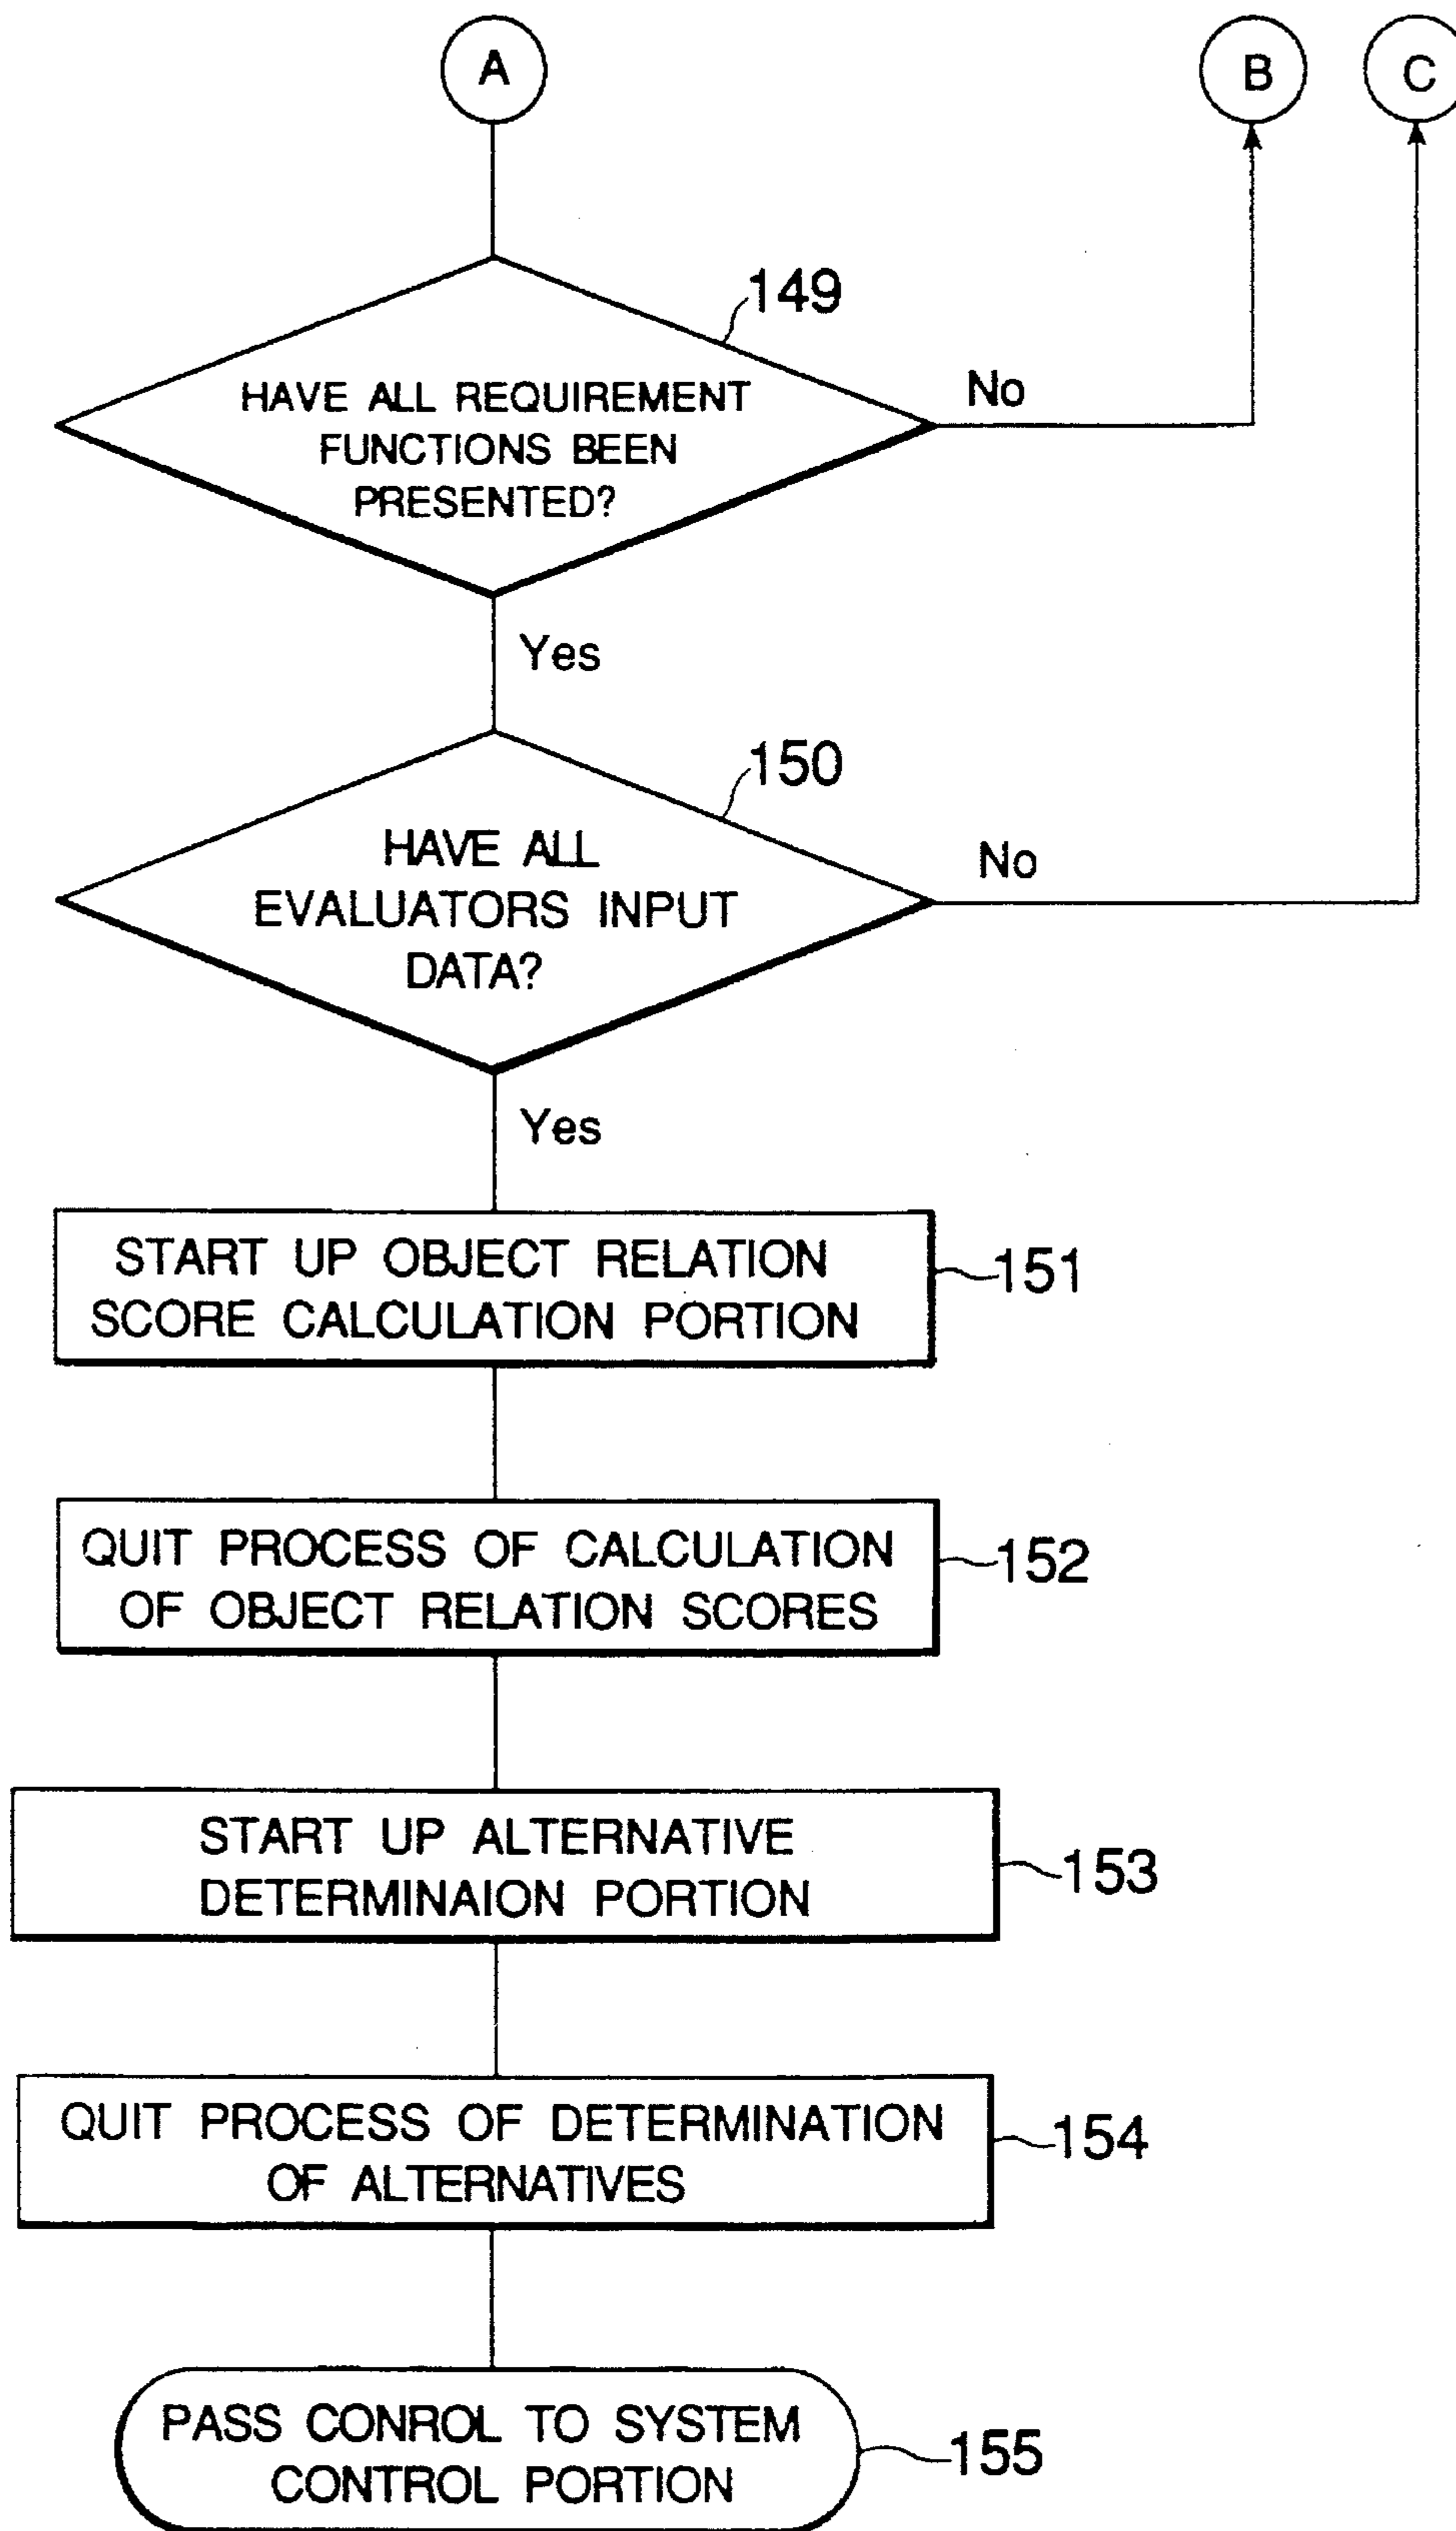 A
B
C
149
HAVE ALL REQUIREMENT
FUNCTIONS BEEN
PRESENTED?
No
Yes
150
HAVE ALL
EVALUATORS INPUT
DATA?
No
Yes
START UP OBJECT RELATION
SCORE CALCULATION PORTION
151
QUIT PROCESS OF CALCULATION
OF OBJECT RELATION SCORES
152
START UP ALTERNATIVE
DETERMINAION PORTION
153
QUIT PROCESS OF DETERMINATION
OF ALTERNATIVES
154
PASS CONROL TO SYSTEM
CONTROL PORTION
155